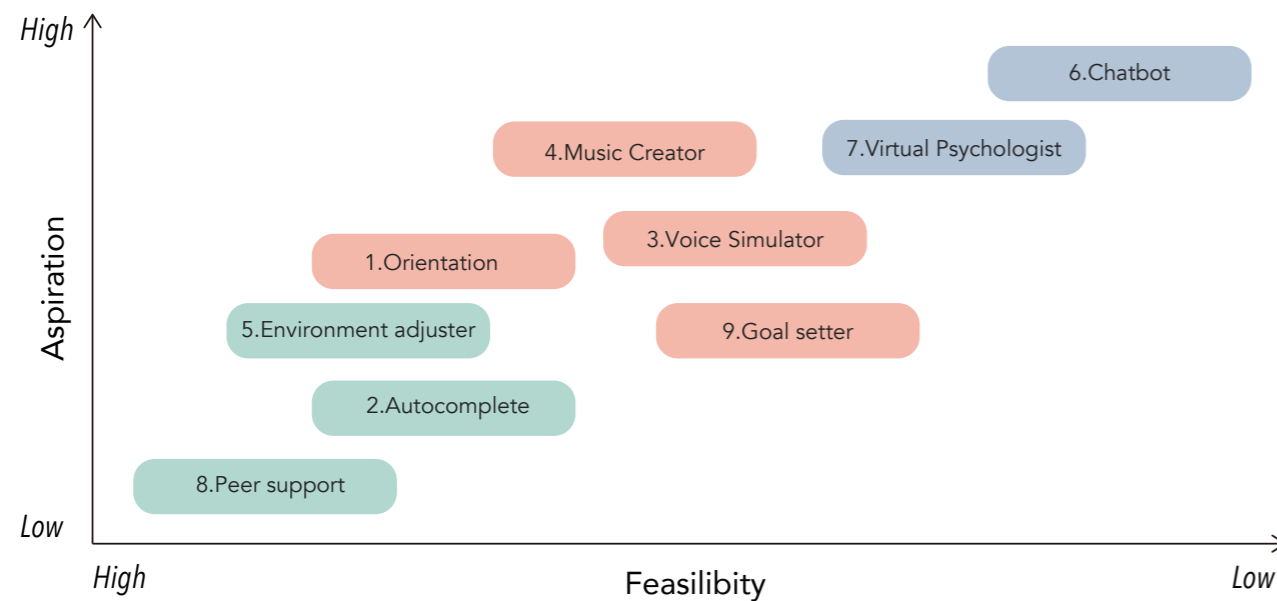 High
6.Chatbot
4.Music Creator
7.Virtual Psychologist
3.Voice Simulator
1.Orientation
Aspiration
5.Environment adjuster
9.Goal setter
2.Autocomplete
8.Peer support
Low
High
Feasilibity
Low